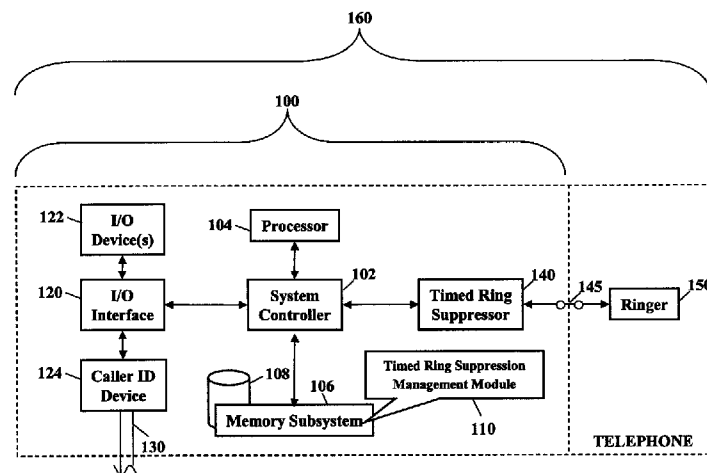 160
100
122
I/O
Device(s)
104
Processor
120
I/O
Interface
102
System
Controller
140
Timed Ring
Suppressor
145
150
Ringer
124
Caller ID
Device
130
108
106
Memory Subsystem
Timed Ring Suppression
Management Module
110
TELEPHONE